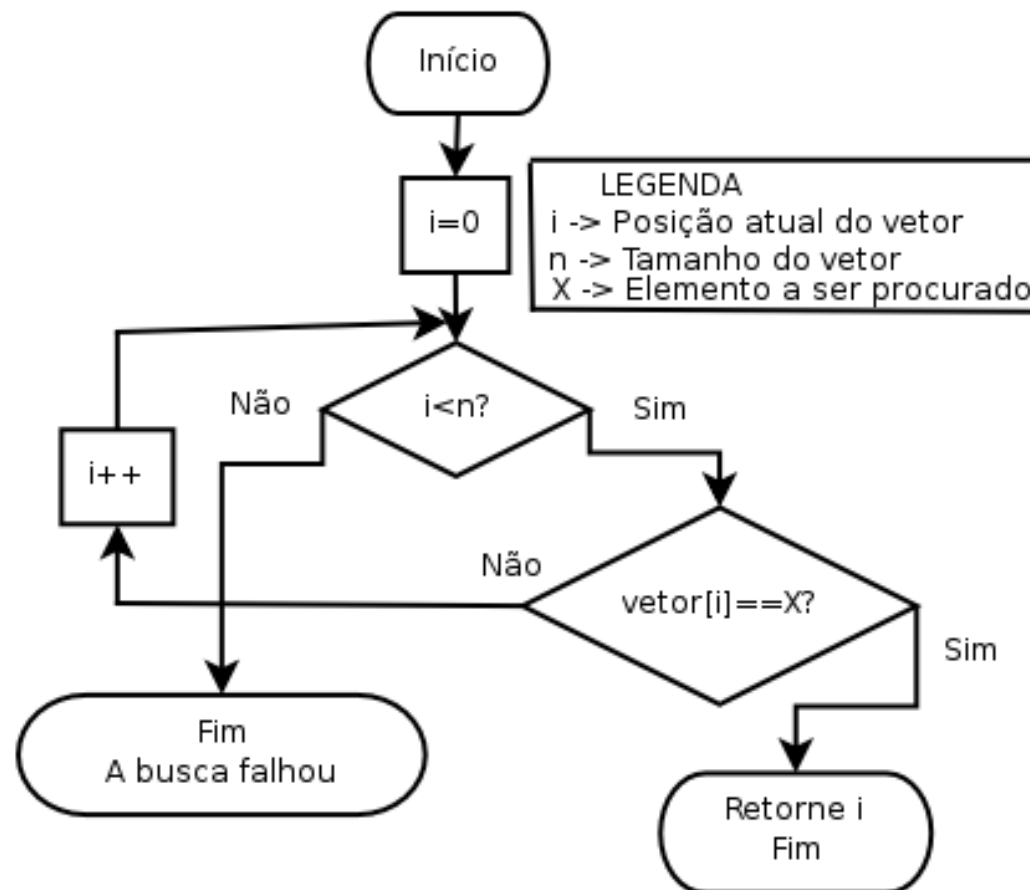 Início
i=0
LEGENDA
i -> Posição atual do vetor
n -> Tamanho do vetor
X -> Elemento a ser procurado
i<n?
Não
Sim
i++
vetor[i]==X?
Não
Sim
Fim
A busca falhou
Retorne i
Fim